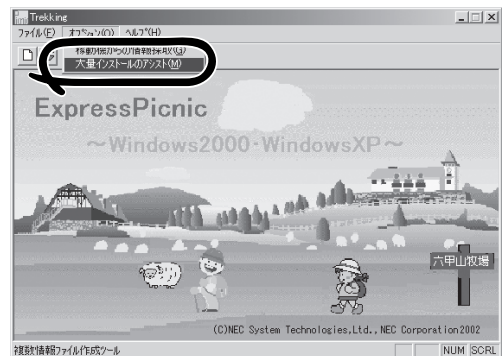 Trekking
ファイル(F) オプション(O) ヘルプ(H)
稼動機からの情報採取(G)
大量インストールのアシスト(M)
ExpressPicnic
～Windows2000・WindowsXP～
六甲山牧場
(C)NEC System Technologies,Ltd., NEC Corporation2002
複数情報ファイル作成ツール
NUM SCRL